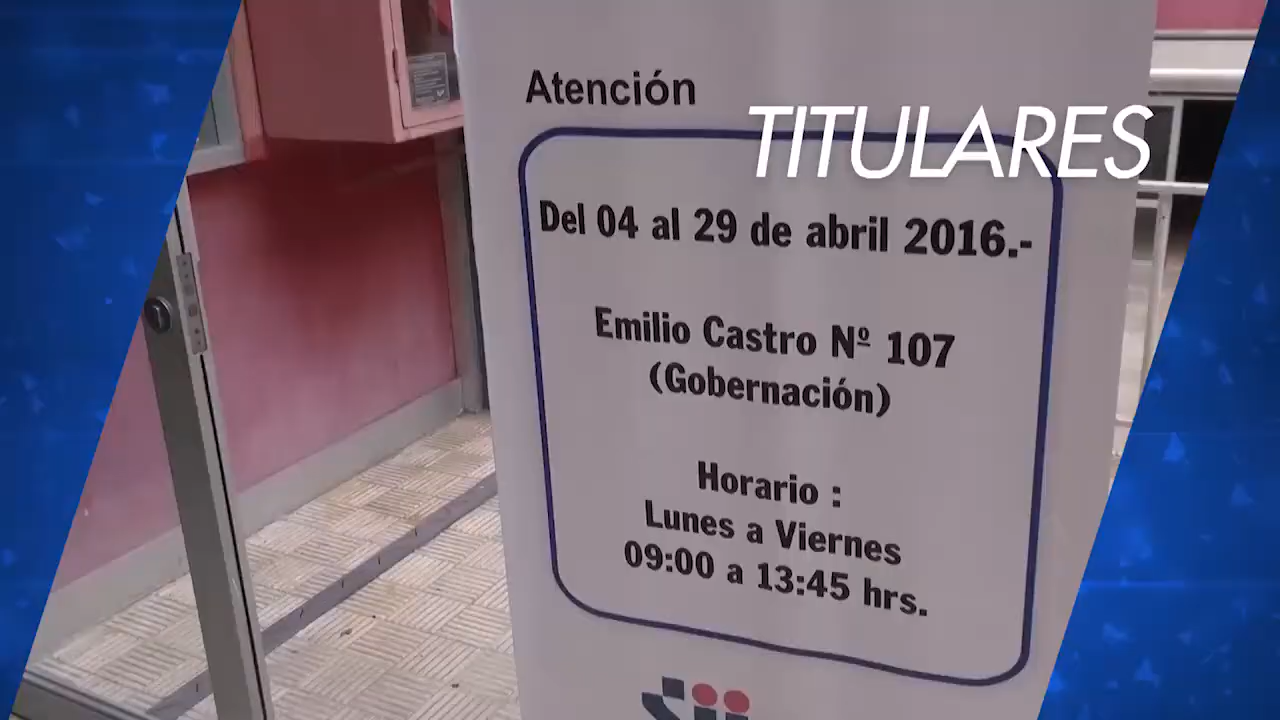 Atención
TITULARES
Del 04 al 29 de abril 2016.-
Emilio Castro Nº 107
(Gobernación)
Horario :
Lunes a Viernes
09:00 a 13:45 hrs.
sii